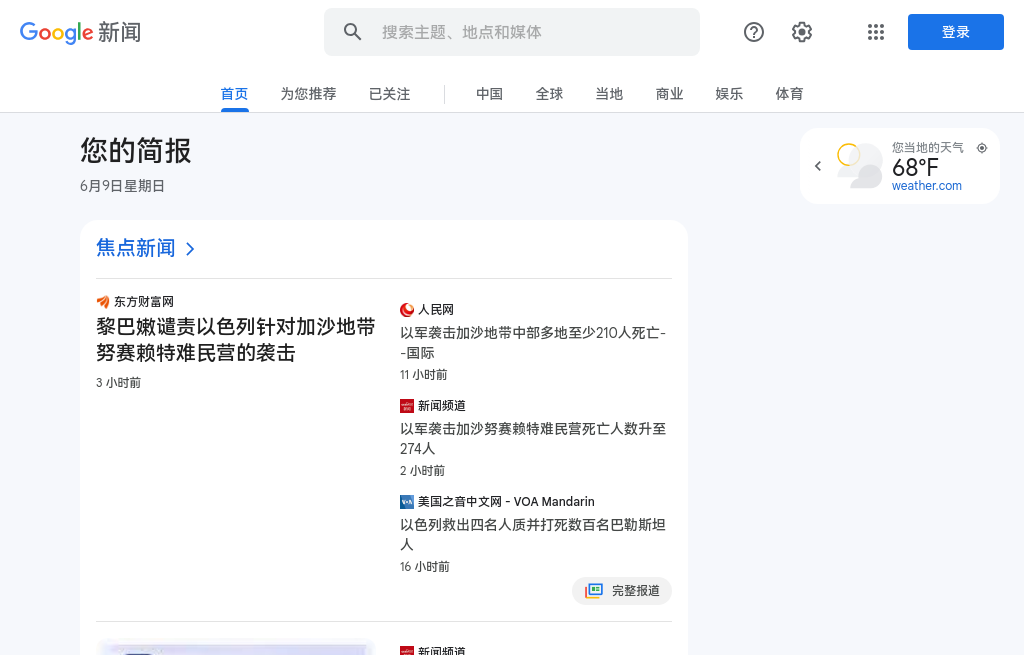 Google 新闻
搜索主题、地点和媒体
登录
首页
为您推荐
已关注
中国
全球
当地
商业
娱乐
体育
您的简报
6月9日星期日
您当地的天气
68°F
weather.com
焦点新闻
东方财富网
黎巴嫩谴责以色列针对加沙地带
努赛赖特难民营的袭击
3 小时前
人民网
以军袭击加沙地带中部多地至少210人死亡-
-国际
11 小时前
新闻频道
以军袭击加沙努赛赖特难民营死亡人数升至
274人
2 小时前
美国之音中文网 - VOA Mandarin
以色列救出四名人质并打死数百名巴勒斯坦
人
16 小时前
完整报道
新闻频道